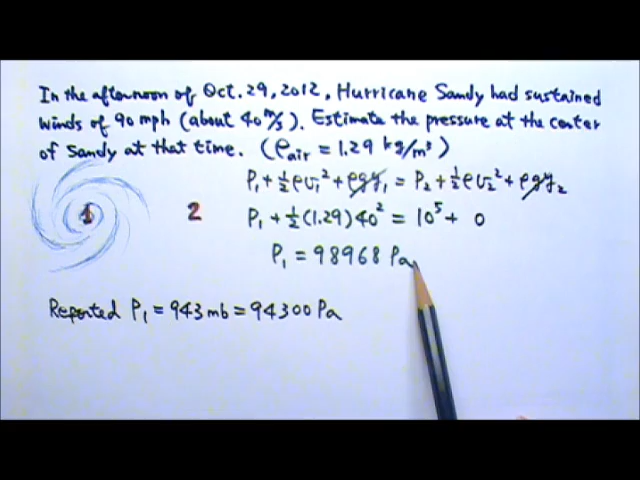 In the afternoon of Oct. 29, 2012, Hurricane Sandy had sustained
winds of 90 mph (about 40 m/s). Estimate the pressure at the center
of Sandy at that time. (ρair = 1.29 kg/m³)
P₁ + ½ρv₁² + ρgy₁ = P₂ + ½ρv₂² + ρgy₂
1 2 P₁ + ½(1.29)40² = 10⁵ + 0
P₁ = 98968 Pa
Reported P₁ = 943 mb = 94300 Pa